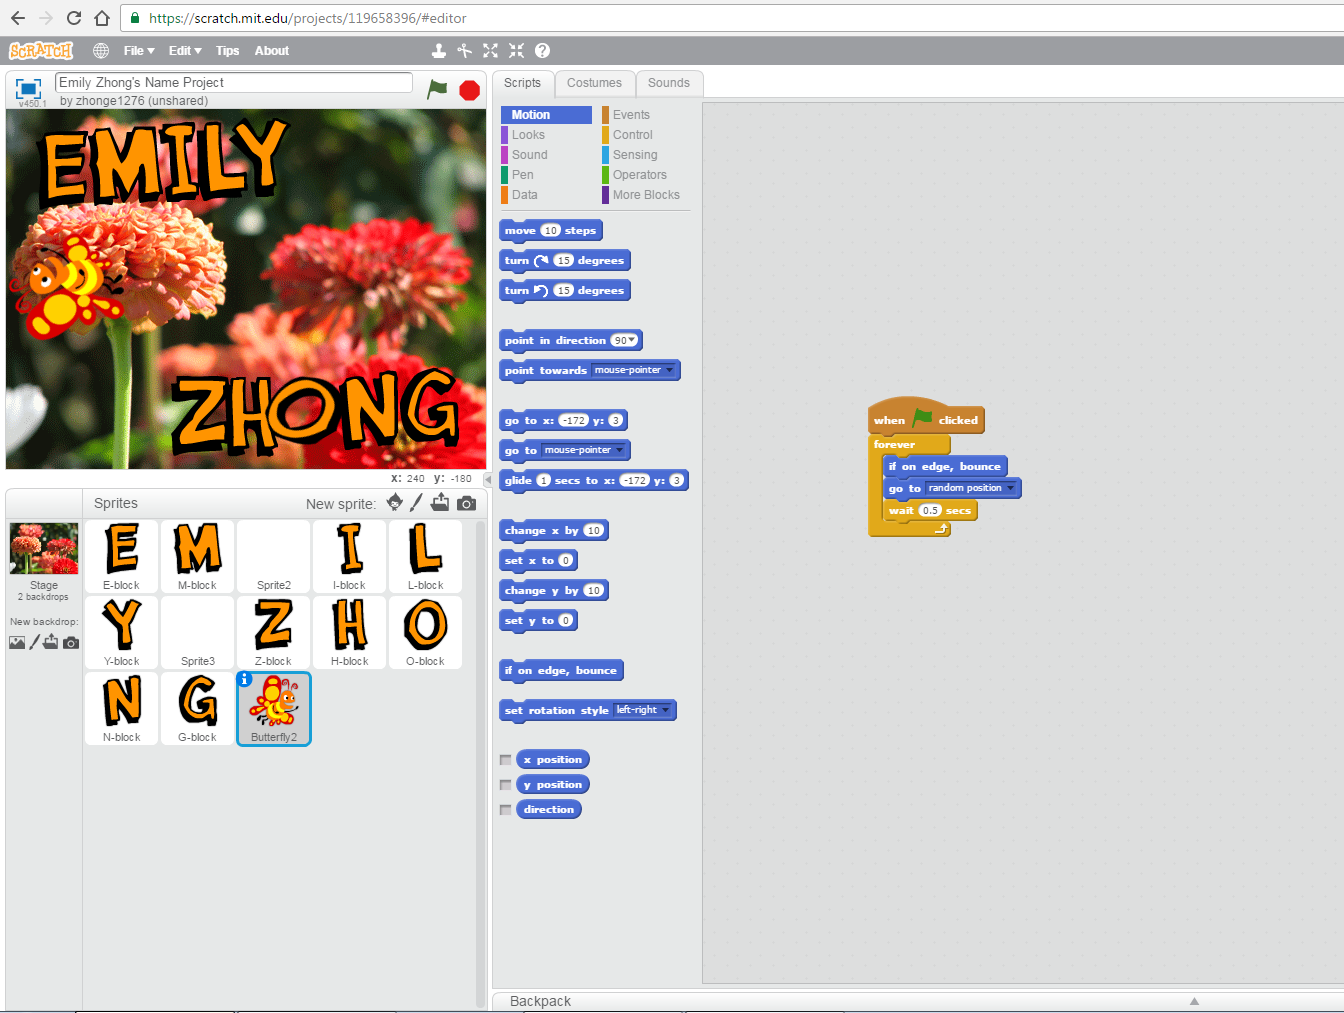 https://scratch.mit.edu/projects/119658396/#editor
SCRATCH File Edit Tips About
Emily Zhong's Name Project
v450.1 by zhonge1276 (unshared)
EMILY
ZHONG
x: 240 y: -180
Sprites New sprite:
E-block M-block Sprite2 I-block L-block
Stage
2 backdrops
New backdrop:
Y-block Sprite3 Z-block H-block O-block
N-block G-block Butterfly2
Scripts Costumes Sounds
Motion Events
Looks Control
Sound Sensing
Pen Operators
Data More Blocks
move 10 steps
turn 15 degrees
turn 15 degrees
point in direction 90
point towards mouse-pointer
go to x: -172 y: 3
go to mouse-pointer
glide 1 secs to x: -172 y: 3
change x by 10
set x to 0
change y by 10
set y to 0
if on edge, bounce
set rotation style left-right
x position
y position
direction
when clicked
forever
if on edge, bounce
go to random position
wait 0.5 secs
Backpack